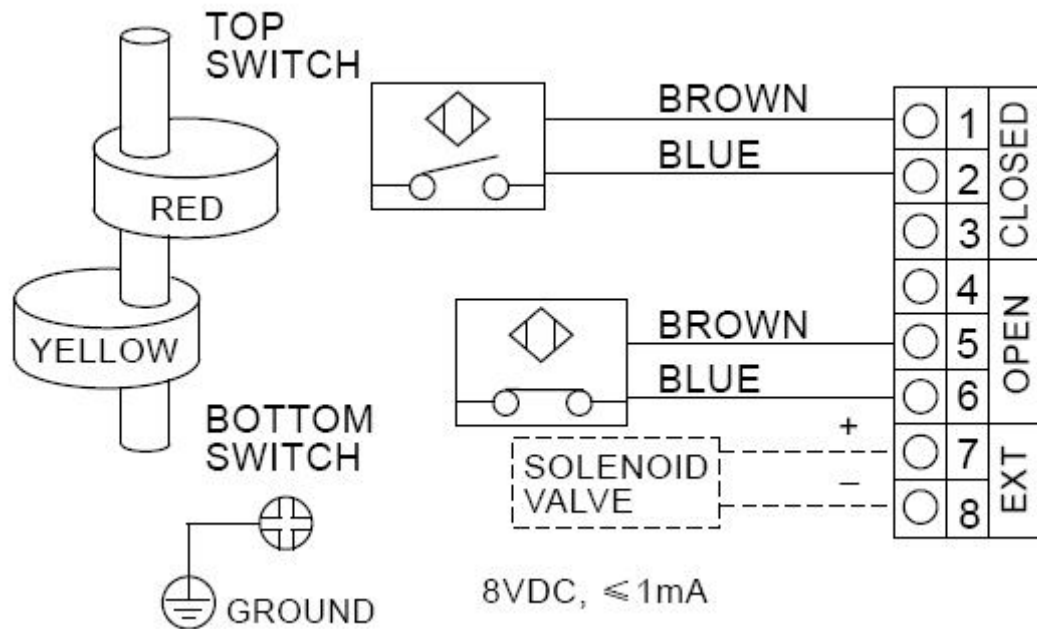 TOP
SWITCH
RED
YELLOW
BOTTOM
SWITCH
GROUND
BROWN
BLUE
BROWN
BLUE
SOLENOID
VALVE
+
–
8VDC, ⩽1mA
1
2
3
4
5
6
7
8
CLOSED
OPEN
EXT